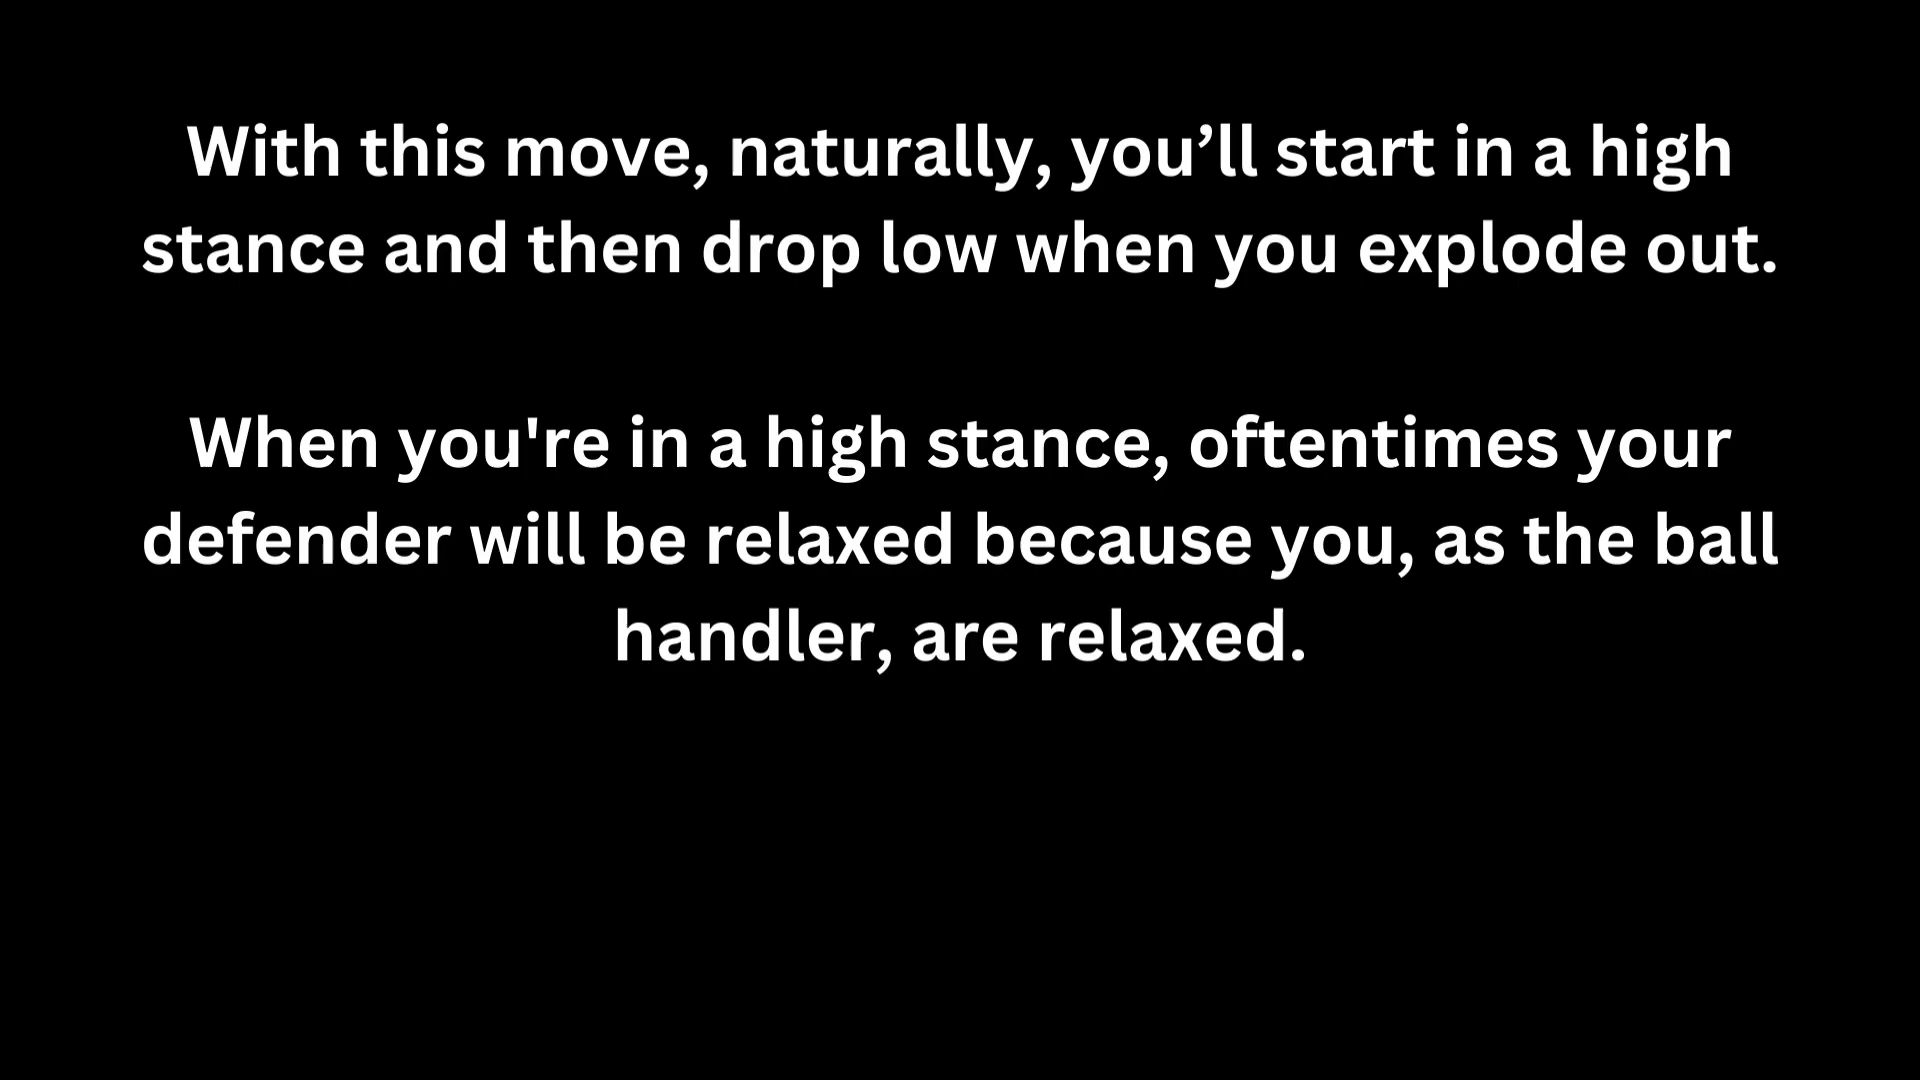 With this move, naturally, you’ll start in a high
stance and then drop low when you explode out.
When you're in a high stance, oftentimes your
defender will be relaxed because you, as the ball
handler, are relaxed.